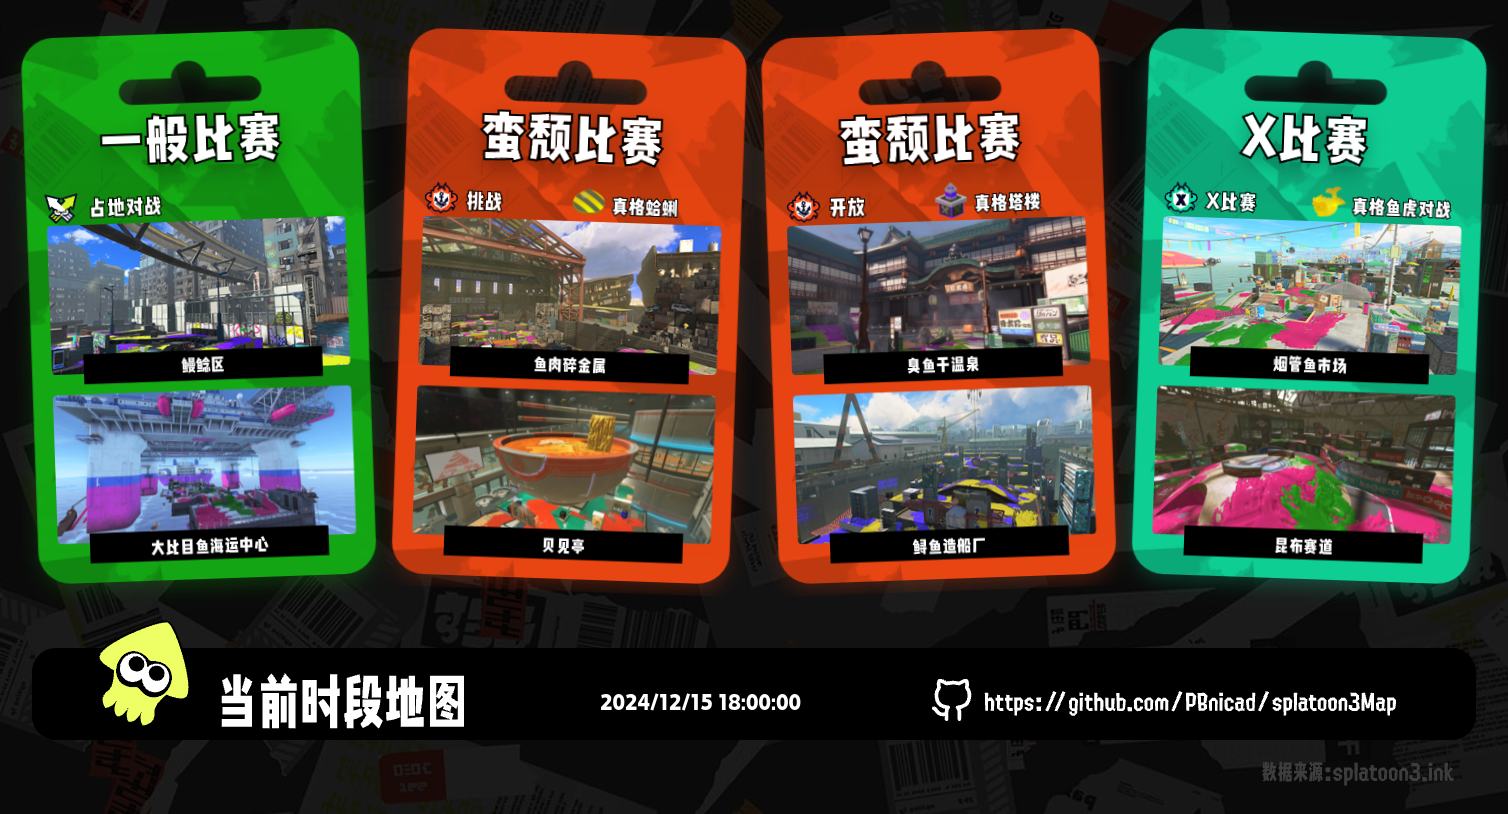 一般比赛
占地对战
鳗鲶区
大比目鱼海运中心
蛮颓比赛
挑战
真格蛤蜊
鱼肉碎金属
贝见亭
蛮颓比赛
开放
真格塔楼
臭鱼干温泉
鲟鱼造船厂
X比赛
X比赛
真格鱼虎对战
烟管鱼市场
昆布赛道
当前时段地图
2024/12/15 18:00:00
https://github.com/PBnicad/splatoon3Map
数据来源:splatoon3.ink